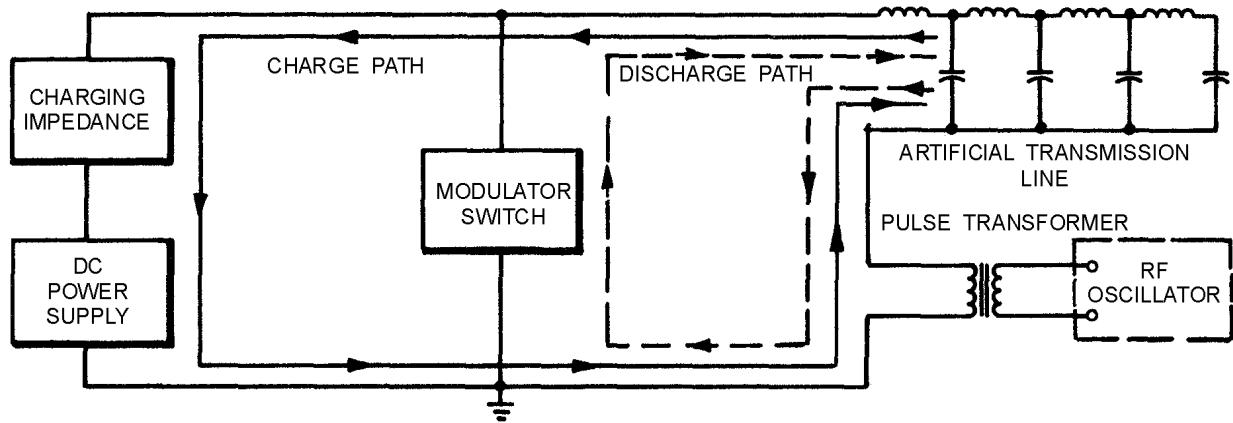 CHARGE PATH
DISCHARGE PATH
CHARGING
IMPEDANCE
MODULATOR
SWITCH
ARTIFICIAL TRANSMISSION
LINE
PULSE TRANSFORMER
DC
POWER
SUPPLY
RF
OSCILLATOR